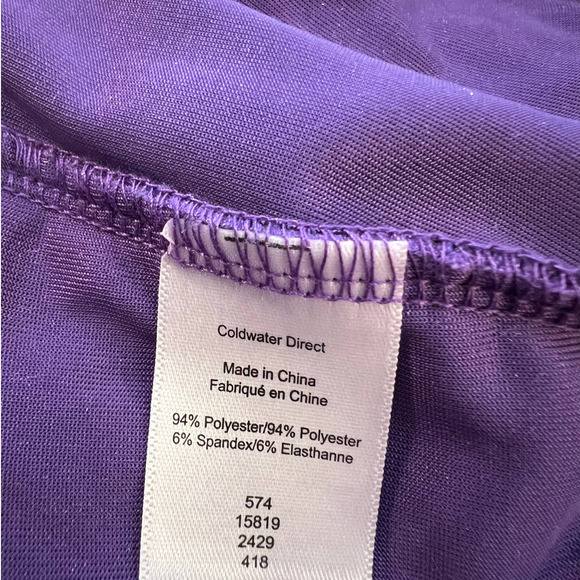 Coldwater Direct
Made in China
Fabriqué en Chine
94% Polyester/94% Polyester
6% Spandex/6% Elasthanne
574
15819
2429
418